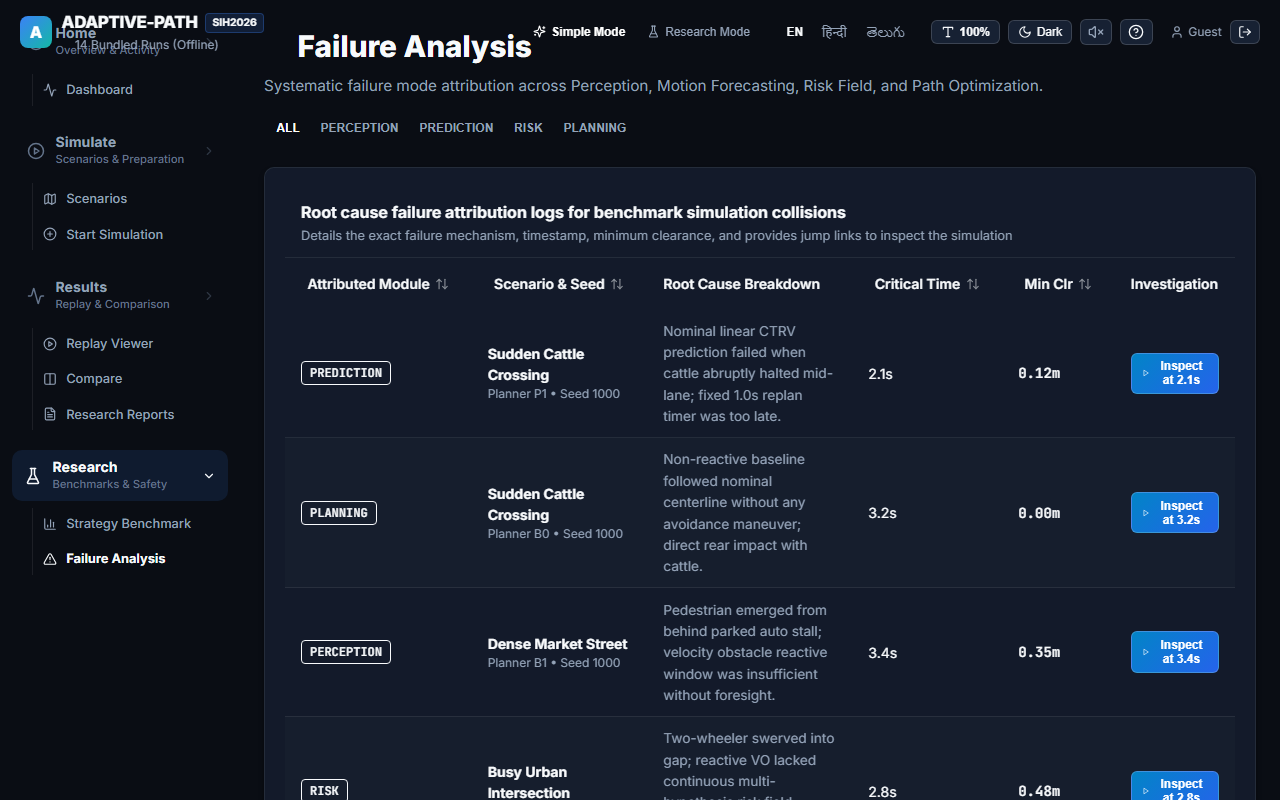 ADAPTIVE-PATH SIH2026
14 Bundled Runs (Offline)
Home
Overview & Activity
Dashboard
Simulate
Scenarios & Preparation
Scenarios
Start Simulation
Results
Replay & Comparison
Replay Viewer
Compare
Research Reports
Research
Benchmarks & Safety
Strategy Benchmark
Failure Analysis
Simple Mode Research Mode EN हिन्दी తెలుగు 100% Dark Guest
Failure Analysis
Systematic failure mode attribution across Perception, Motion Forecasting, Risk Field, and Path Optimization.
ALL PERCEPTION PREDICTION RISK PLANNING
Root cause failure attribution logs for benchmark simulation collisions
Details the exact failure mechanism, timestamp, minimum clearance, and provides jump links to inspect the simulation
Attributed Module Scenario & Seed Root Cause Breakdown Critical Time Min Clr Investigation
PREDICTION
Sudden Cattle
Crossing
Planner P1 • Seed 1000
Nominal linear CTRV
prediction failed when
cattle abruptly halted mid-
lane; fixed 1.0s replan
timer was too late.
2.1s
0.12m
Inspect
at 2.1s
PLANNING
Sudden Cattle
Crossing
Planner B0 • Seed 1000
Non-reactive baseline
followed nominal
centerline without any
avoidance maneuver;
direct rear impact with
cattle.
3.2s
0.00m
Inspect
at 3.2s
PERCEPTION
Dense Market Street
Planner B1 • Seed 1000
Pedestrian emerged from
behind parked auto stall;
velocity obstacle reactive
window was insufficient
without foresight.
3.4s
0.35m
Inspect
at 3.4s
RISK
Busy Urban
Intersection
Two-wheeler swerved into
gap; reactive VO lacked
continuous multi-
hypothesis risk field
2.8s
0.48m
Inspect
at 2.8s